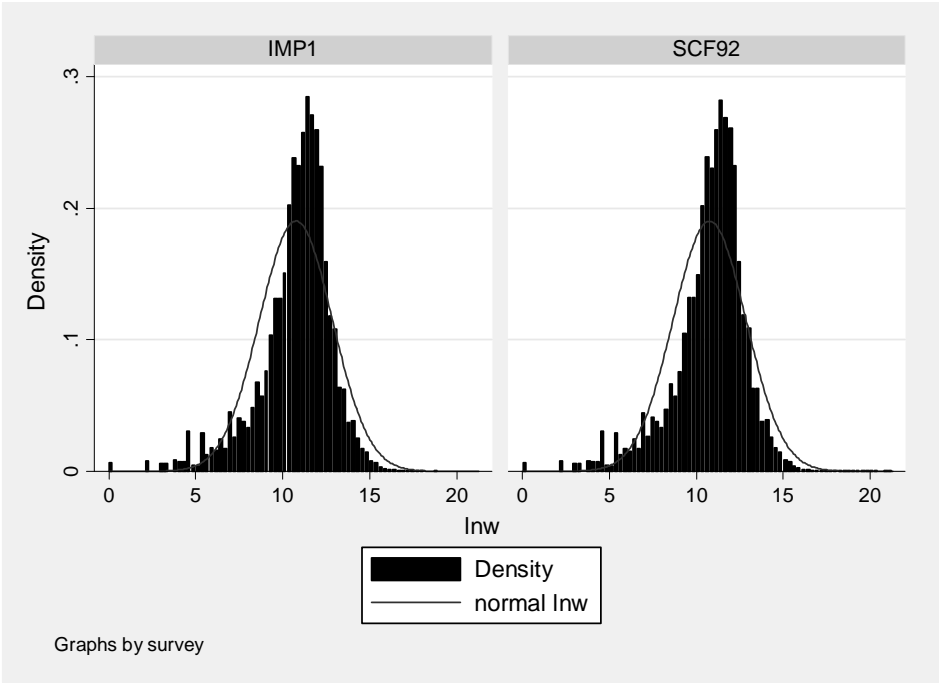 IMP1
SCF92
Density
.3
.2
.1
0
0 5 10 15 20
0 5 10 15 20
lnw
Density
normal lnw
Graphs by survey